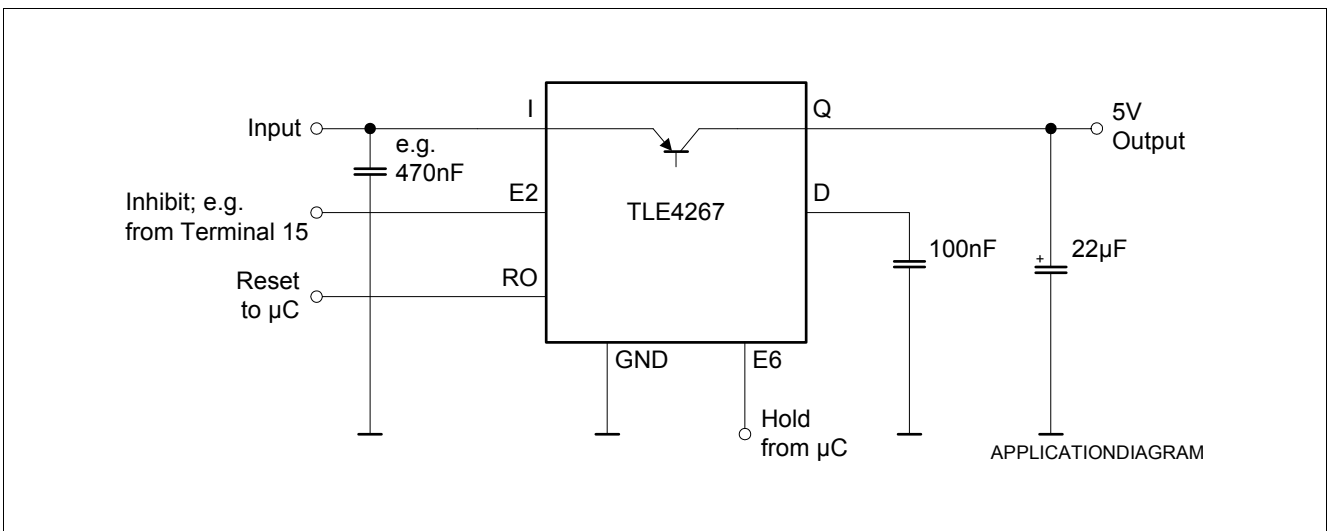 I
Q
5V
Input
Output
e.g.
470nF
E2
D
Inhibit; e.g.
from Terminal 15
TLE4267
100nF
+
22µF
RO
Reset
to µC
GND
E6
Hold
from µC
APPLICATIONDIAGRAM